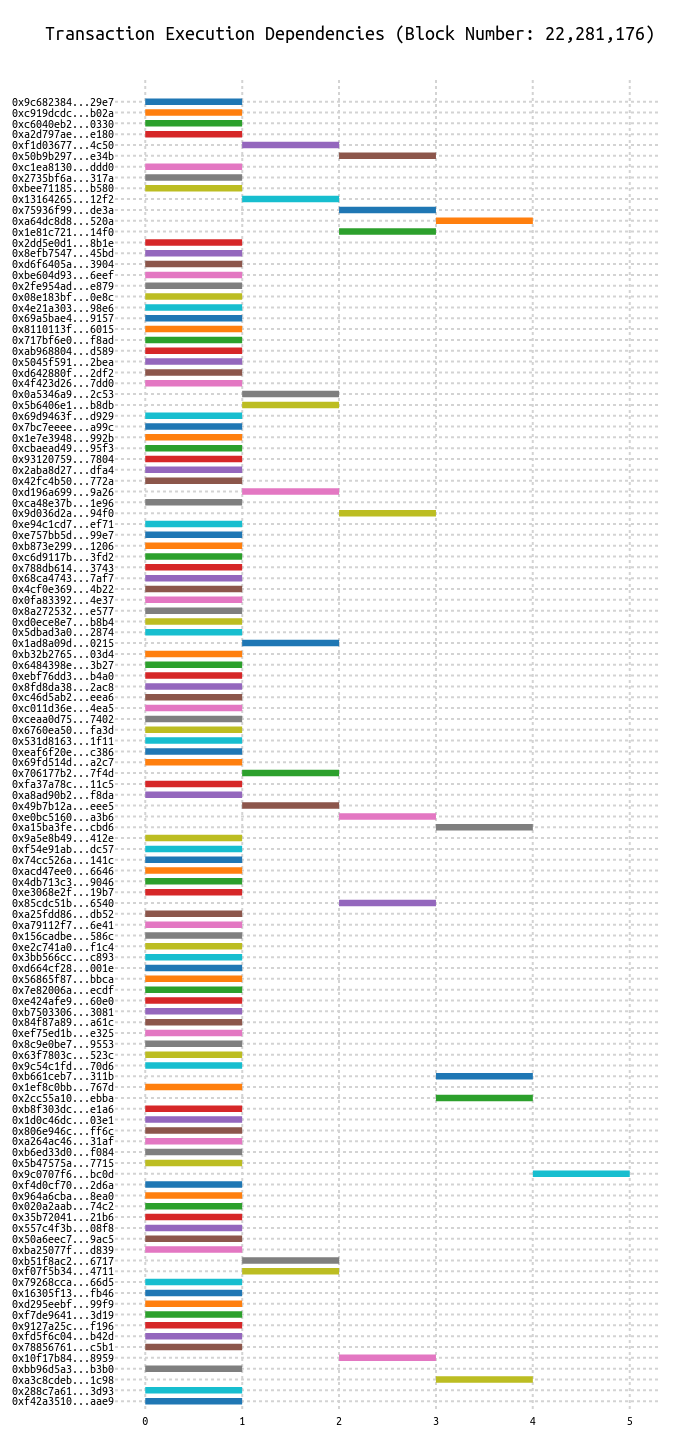 Transaction Execution Dependencies (Block Number: 22,281,176)
0x9c682384...29e7
0xc919dcdc...b02a
0xc6040eb2...0330
0xa2d797ae...e180
0xf1d03677...4c50
0x50b9b297...e34b
0xc1ea8130...ddd0
0x2735bf6a...317a
0xbee71185...b580
0x13164265...12f2
0x75936f99...de3a
0xa64dc8d8...520a
0x1e81c721...14f0
0x2dd5e0d1...8b1e
0x8efb7547...45bd
0xd6f6405a...3904
0xbe604d93...6eef
0x2fe954ad...e879
0x08e183bf...0e8c
0x4e21a303...98e6
0x69a5bae4...9157
0x8110113f...6015
0x717bf6e0...f8ad
0xab968804...d589
0x5045f591...2bea
0xd642880f...2df2
0x4f423d26...7dd0
0x0a5346a9...2c53
0x5b6406e1...b8db
0x69d9463f...d929
0x7bc7eeee...a99c
0x1e7e3948...992b
0xcbaead49...95f3
0x93120759...7804
0x2aba8d27...dfa4
0x42fc4b50...772a
0xd196a699...9a26
0xca48e37b...1e96
0x9d036d2a...94f0
0xe94c1cd7...ef71
0xe757bb5d...99e7
0xb873e299...1206
0xc6d9117b...3fd2
0x788db614...3743
0x68ca4743...7af7
0x4cf0e369...4b22
0x0fa83392...4e37
0x8a272532...e577
0xd0ece8e7...b8b4
0x5dbad3a0...2874
0x1ad8a09d...0215
0xb32b2765...03d4
0x6484398e...3b27
0xebf76dd3...b4a0
0x8fd8da38...2ac8
0xc46d5ab2...eea6
0xc011d36e...4ea5
0xceaa0d75...7402
0x6760ea50...fa3d
0x531d8163...1f11
0xeaf6f20e...c386
0x69fd514d...a2c7
0x706177b2...7f4d
0xfa37a78c...11c5
0xa8ad90b2...f8da
0x49b7b12a...eee5
0xe0bc5160...a3b6
0xa15ba3fe...cbd6
0x9a5e8b49...412e
0xf54e91ab...dc57
0x74cc526a...141c
0xacd47ee0...6646
0x4db713c3...9046
0xe3068e2f...19b7
0x85cdc51b...6540
0xa25fdd86...db52
0xa79112f7...6e41
0x156cadbe...586c
0xe2c741a0...f1c4
0x3bb566cc...c893
0xd664cf28...001e
0x56865f87...bbca
0x7e82006a...ecdf
0xe424afe9...60e0
0xb7503306...3081
0x84f87a89...a61c
0xef75ed1b...e325
0x8c9e0be7...9553
0x63f7803c...523c
0x9c54c1fd...70d6
0xb661ceb7...311b
0x1ef8c0bb...767d
0x2cc55a10...ebba
0xb8f303dc...e1a6
0x1d0c46dc...03e1
0x806e946c...ff6c
0xa264ac46...31af
0xb6ed33d0...f084
0x5b47575a...7715
0x9c0707f6...bc0d
0xf4d0cf70...2d6a
0x964a6cba...8ea0
0x020a2aab...74c2
0x35b72041...21b6
0x557c4f3b...08f8
0x50a6eec7...9ac5
0xba25077f...d839
0xb51f8ac2...6717
0xf07f5b34...4711
0x79268cca...66d5
0x16305f13...fb46
0xd295eebf...99f9
0xf7de9641...3d19
0x9127a25c...f196
0xfd5f6c04...b42d
0x78856761...c5b1
0x10f17b84...8959
0xbb96d5a3...b3b0
0xa3c8cdeb...1c98
0x288c7a61...3d93
0xf42a3510...aae9
0 1 2 3 4 5